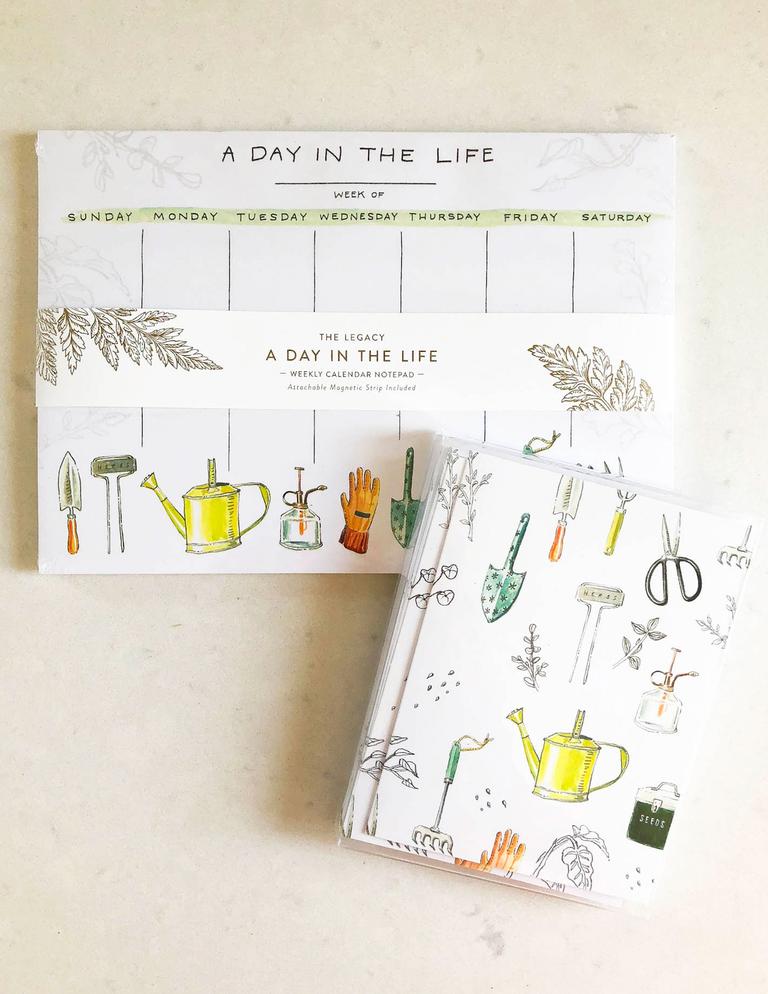 A DAY IN THE LIFE
WEEK OF
SUNDAY MONDAY TUESDAY WEDNESDAY THURSDAY FRIDAY SATURDAY
THE LEGACY
A DAY IN THE LIFE
— WEEKLY CALENDAR NOTEPAD —
Attachable Magnetic Strip Included
HERBS
HERBS
SEEDS